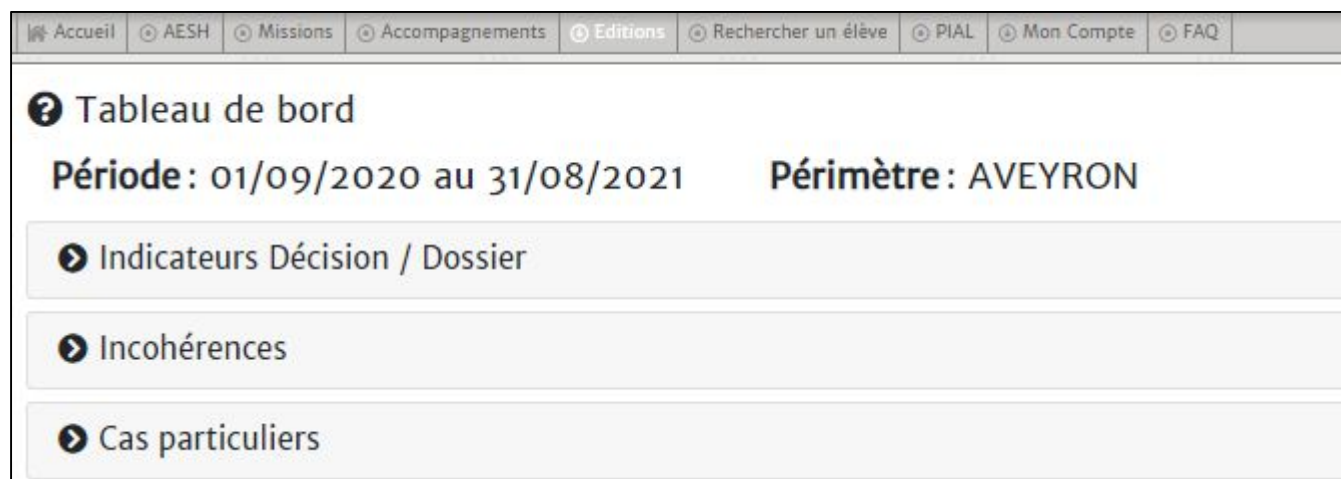 Accueil AESH Missions Accompagnements Editions Rechercher un élève PIAL Mon Compte FAQ
Tableau de bord
Période : 01/09/2020 au 31/08/2021 Périmètre : AVEYRON
Indicateurs Décision / Dossier
Incohérences
Cas particuliers